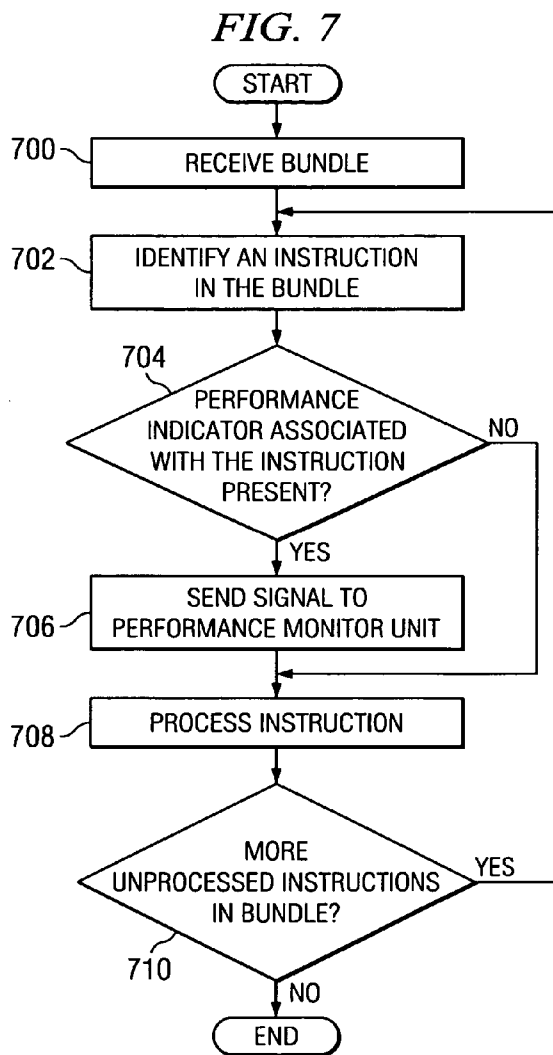 FIG. 7
START
700
RECEIVE BUNDLE
702
IDENTIFY AN INSTRUCTION
IN THE BUNDLE
704
PERFORMANCE
INDICATOR ASSOCIATED
WITH THE INSTRUCTION
PRESENT?
NO
YES
706
SEND SIGNAL TO
PERFORMANCE MONITOR UNIT
708
PROCESS INSTRUCTION
MORE
UNPROCESSED INSTRUCTIONS
IN BUNDLE?
YES
710
NO
END